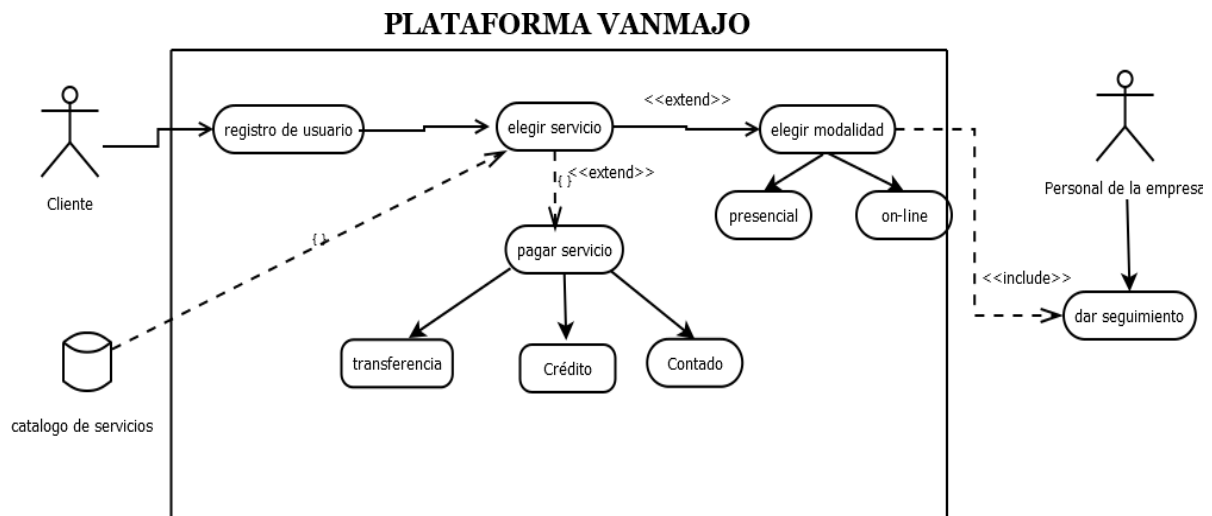 PLATAFORMA VANMAJO
<<extend>>
registro de usuario
elegir servicio
elegir modalidad
{ }
<<extend>>
Cliente
Personal de la empresa
presencial
on-line
{ }
pagar servicio
<<include>>
dar seguimiento
transferencia
Crédito
Contado
catalogo de servicios